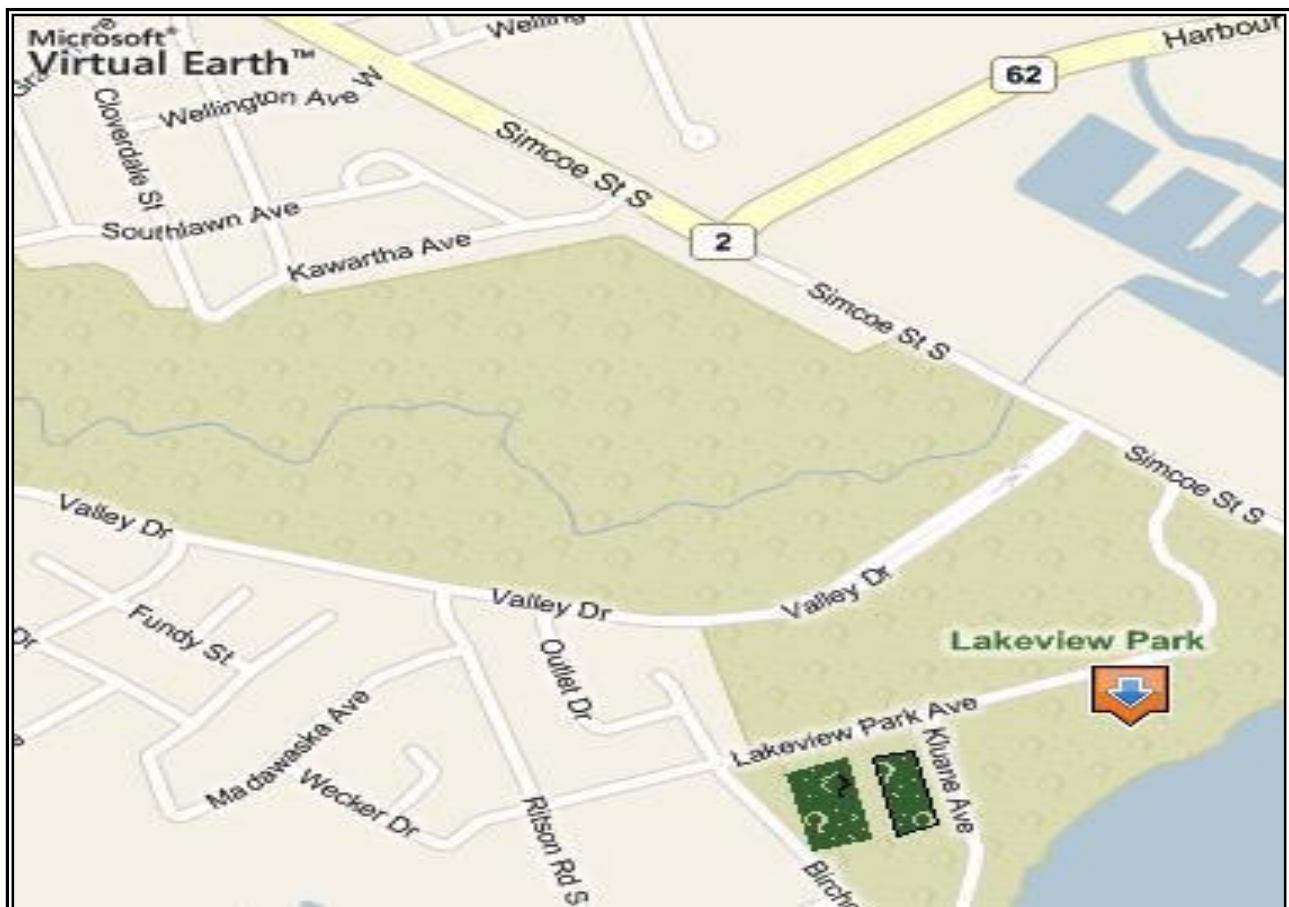 Microsoft®
Virtual Earth™
Harbour
62
Wellington Ave W
Cloverdale St
Simcoe St S
Southlawn Ave
2
Kawartha Ave
Simcoe St S
Simcoe St S
Valley Dr
Valley Dr
Valley Dr
Fundy St
Dr
Outlet Dr
Lakeview Park
Lakeview Park Ave
Kluane Ave
Madawaska Ave
Wecker Dr
Ritson Rd S